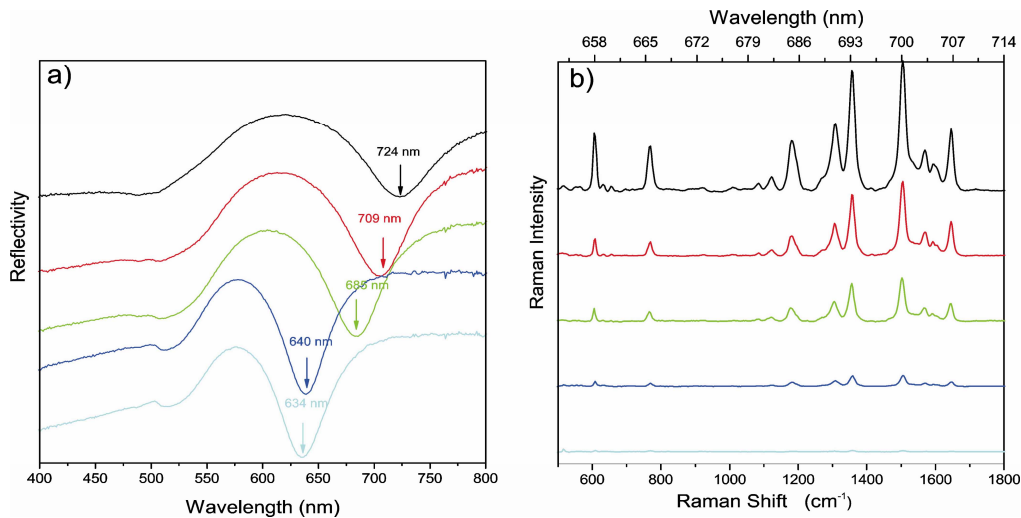 a)
724 nm
709 nm
685 nm
640 nm
634 nm
Reflectivity
400 450 500 550 600 650 700 750 800
Wavelength (nm)
Wavelength (nm)
658 665 672 679 686 693 700 707 714
b)
Raman Intensity
600 800 1000 1200 1400 1600 1800
Raman Shift (cm⁻¹)